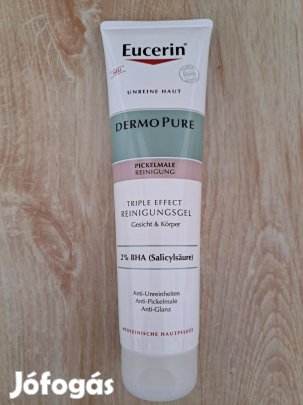 Eucerin®
NEU
UNREINE HAUT
DERMOPURE
PICKELMALE
REINIGUNG
TRIPLE EFFECT
REINIGUNGSGEL
Gesicht & Körper
2% BHA (Salicylsäure)
Anti-Unreinheiten
Anti-Pickelmale
Anti-Glanz
MEDIZINISCHE HAUTPFLEGE
Jófogás